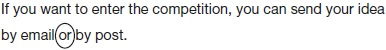 If you want to enter the competition, you can send your idea
by email or by post.